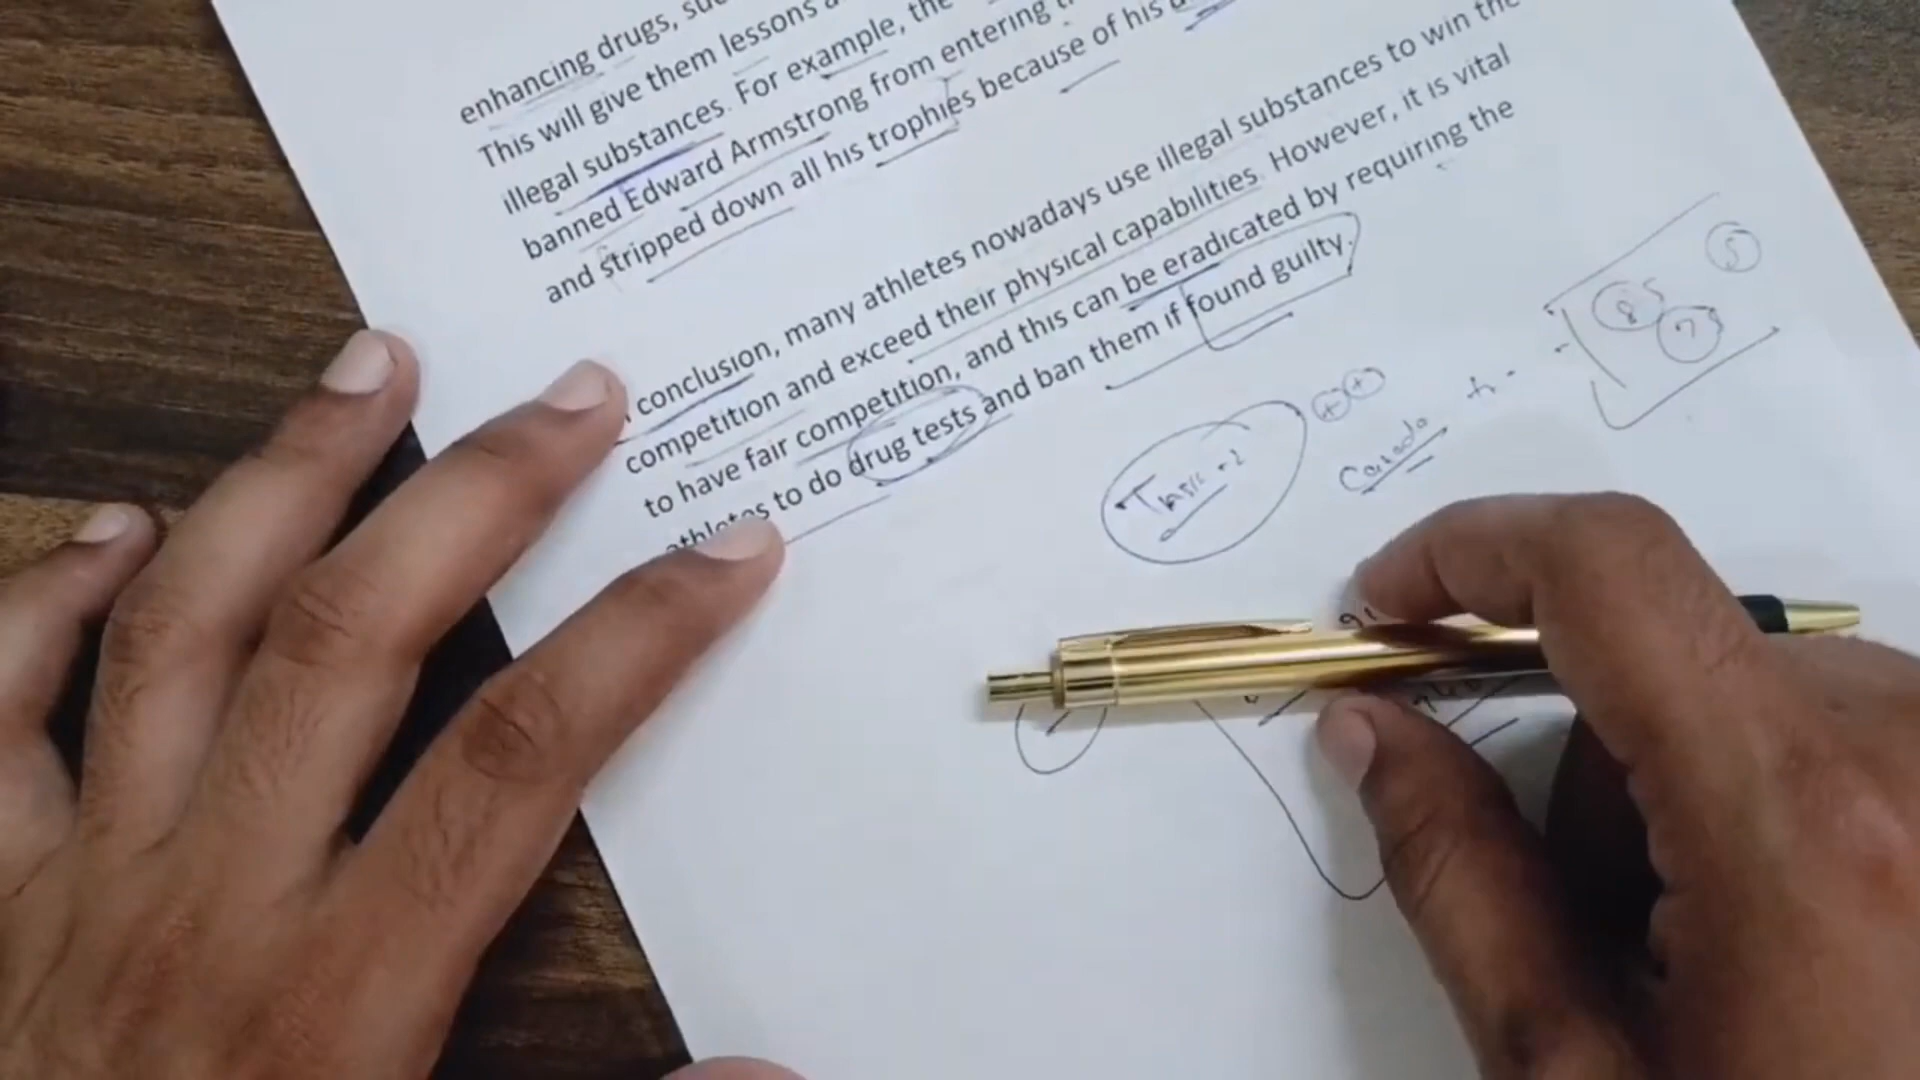 enhancing drugs,
This will give them lessons
illegal substances. For example, the
banned Edward Armstrong from entering
and stripped down all his trophies because of his
conclusion, many athletes nowadays use illegal substances to win the
competition and exceed their physical capabilities. However, it is vital
to have fair competition, and this can be eradicated by requiring the
athletes to do drug tests and ban them if found guilty.
Task-2
Canada